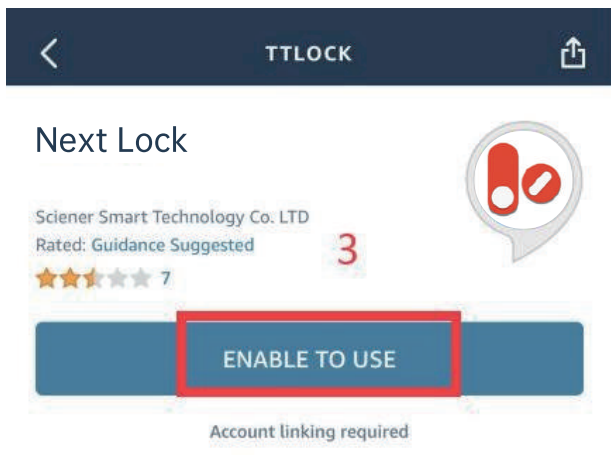 TTLOCK
Next Lock
Sciener Smart Technology Co. LTD
Rated: Guidance Suggested
3
7
ENABLE TO USE
Account linking required